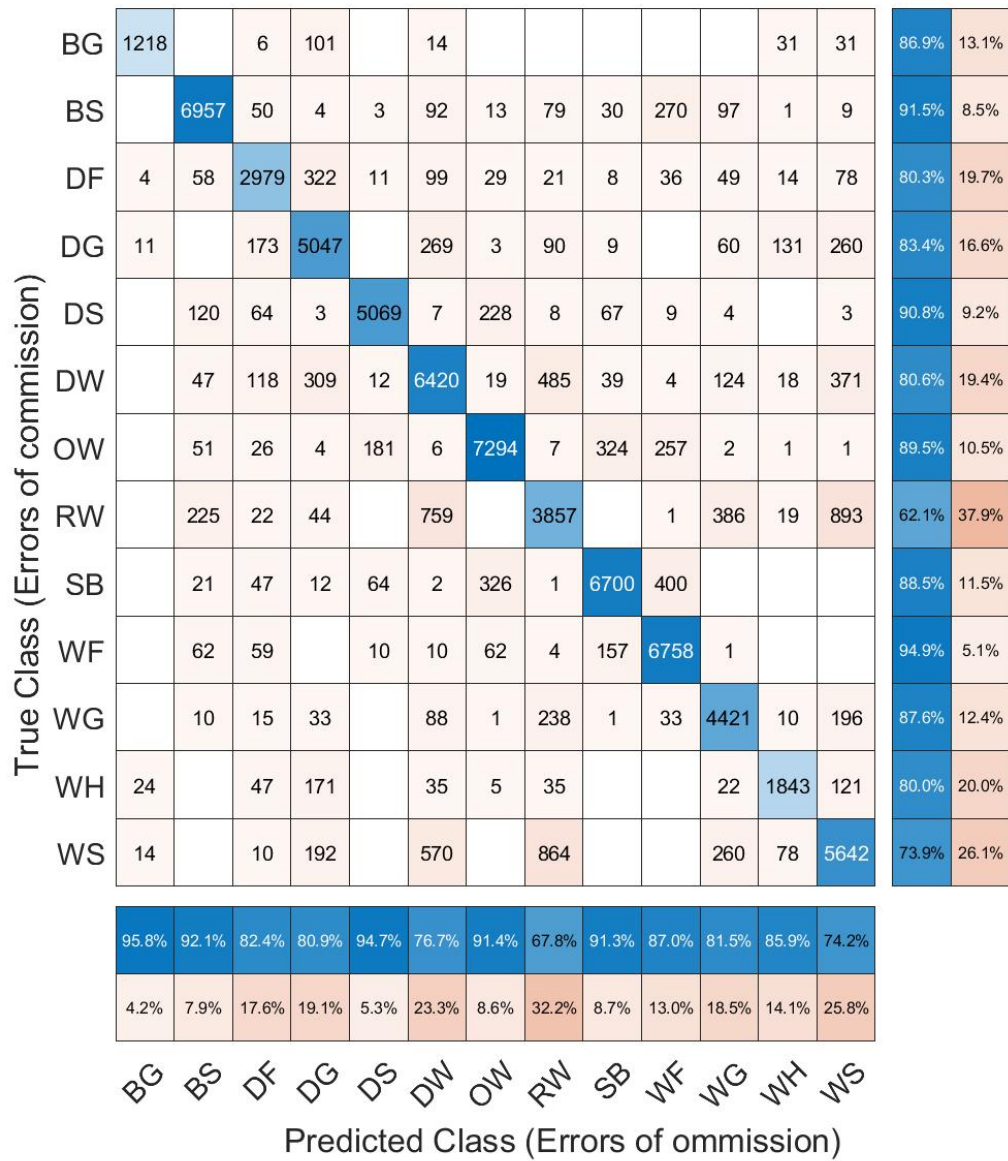 BG 1218 6 101 14 31 31 86.9% 13.1%
BS 6957 50 4 3 92 13 79 30 270 97 1 9 91.5% 8.5%
DF 4 58 2979 322 11 99 29 21 8 36 49 14 78 80.3% 19.7%
DG 11 173 5047 269 3 90 9 60 131 260 83.4% 16.6%
DS 120 64 3 5069 7 228 8 67 9 4 3 90.8% 9.2%
DW 47 118 309 12 6420 19 485 39 4 124 18 371 80.6% 19.4%
OW 51 26 4 181 6 7294 7 324 257 2 1 1 89.5% 10.5%
RW 225 22 44 759 3857 1 386 19 893 62.1% 37.9%
SB 21 47 12 64 2 326 1 6700 400 88.5% 11.5%
WF 62 59 10 10 62 4 157 6758 1 94.9% 5.1%
WG 10 15 33 88 1 238 1 33 4421 10 196 87.6% 12.4%
WH 24 47 171 35 5 35 22 1843 121 80.0% 20.0%
WS 14 10 192 570 864 260 78 5642 73.9% 26.1%
True Class (Errors of commission)
95.8% 92.1% 82.4% 80.9% 94.7% 76.7% 91.4% 67.8% 91.3% 87.0% 81.5% 85.9% 74.2%
4.2% 7.9% 17.6% 19.1% 5.3% 23.3% 8.6% 32.2% 8.7% 13.0% 18.5% 14.1% 25.8%
BG BS DF DG DS DW OW RW SB WF WG WH WS
Predicted Class (Errors of ommission)